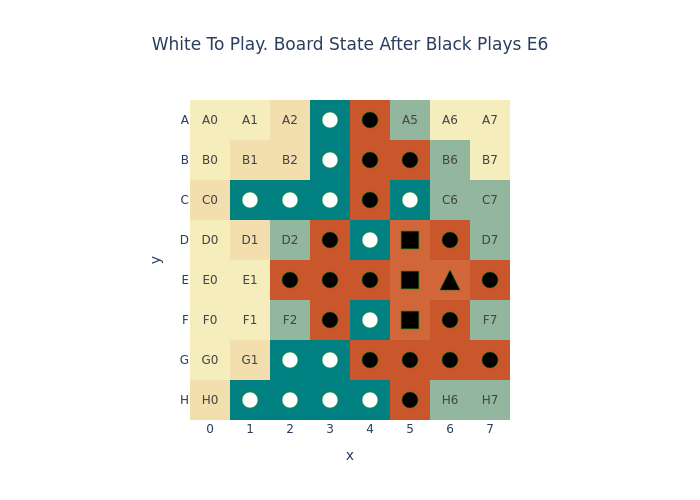 White To Play. Board State After Black Plays E6
A A0 A1 A2 A5 A6 A7
B B0 B1 B2 B6 B7
C C0 C6 C7
D D0 D1 D2 D7
E E0 E1
F F0 F1 F2 F7
G G0 G1
H H0 H6 H7
0 1 2 3 4 5 6 7
x
y